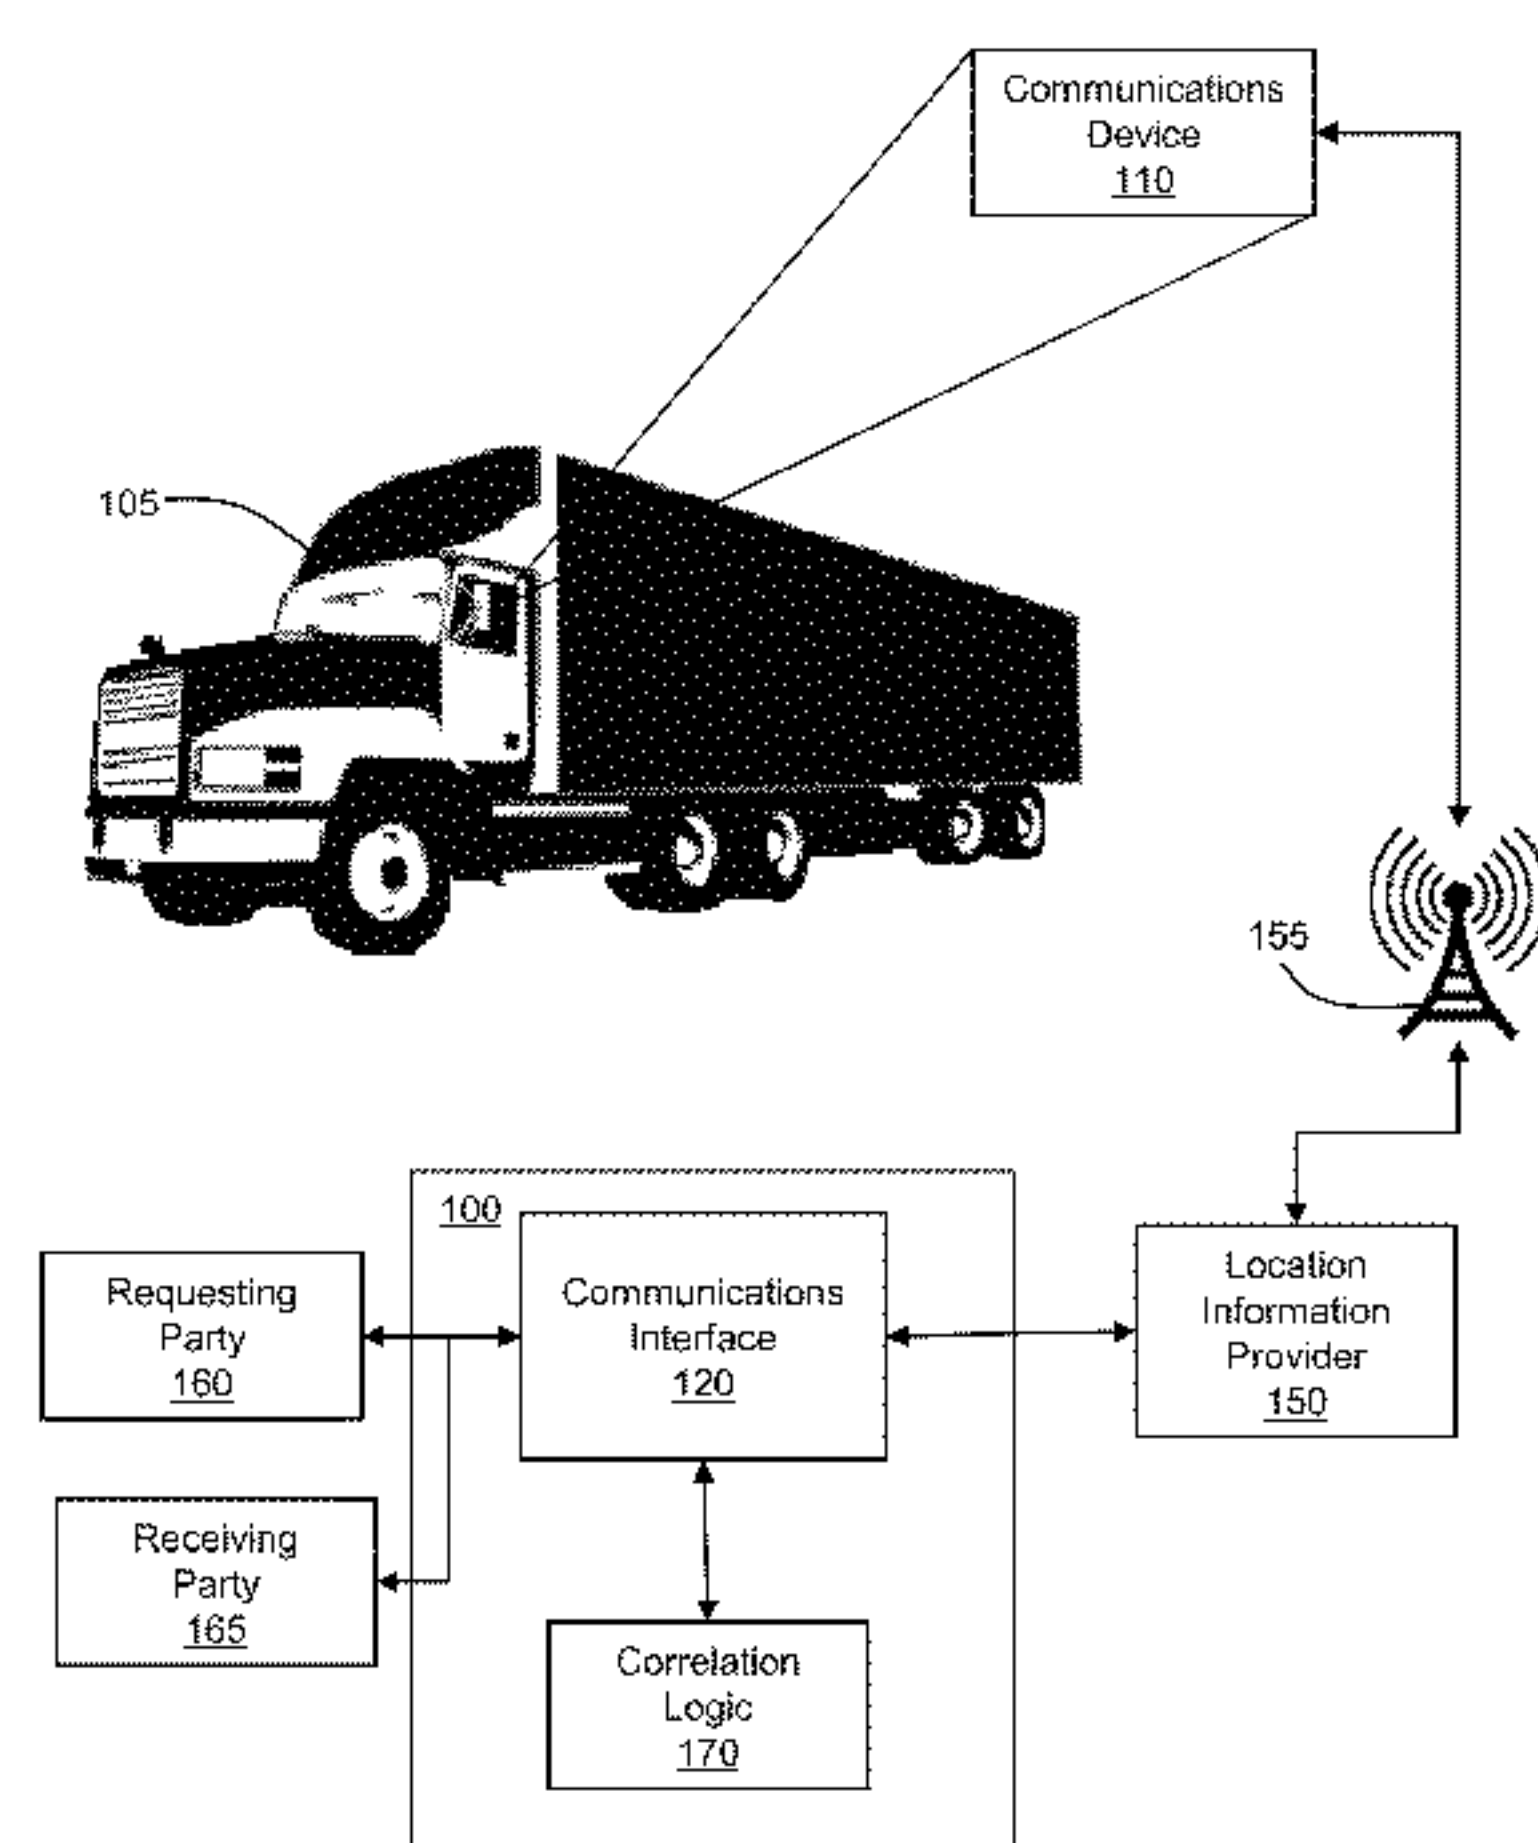 Communications
Device
110
105
155
100
Requesting
Party
160
Communications
Interface
120
Location
Information
Provider
150
Receiving
Party
165
Correlation
Logic
170